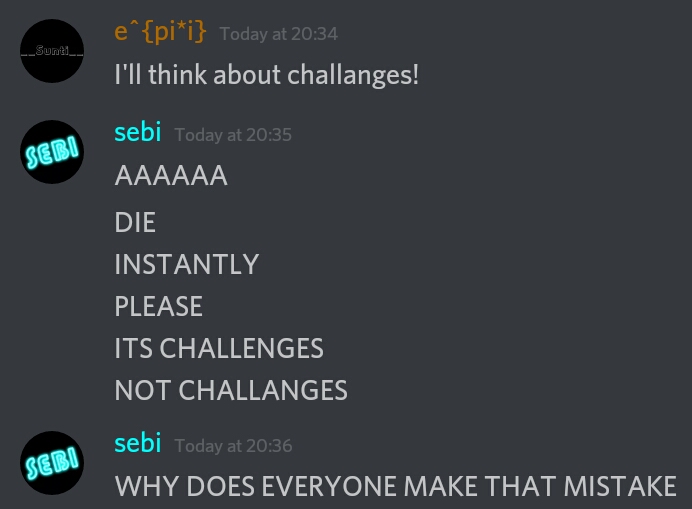 __Sunti__
e^{pi*i} Today at 20:34
I'll think about challanges!
SEBI
sebi Today at 20:35
AAAAAA
DIE
INSTANTLY
PLEASE
ITS CHALLENGES
NOT CHALLANGES
SEBI
sebi Today at 20:36
WHY DOES EVERYONE MAKE THAT MISTAKE